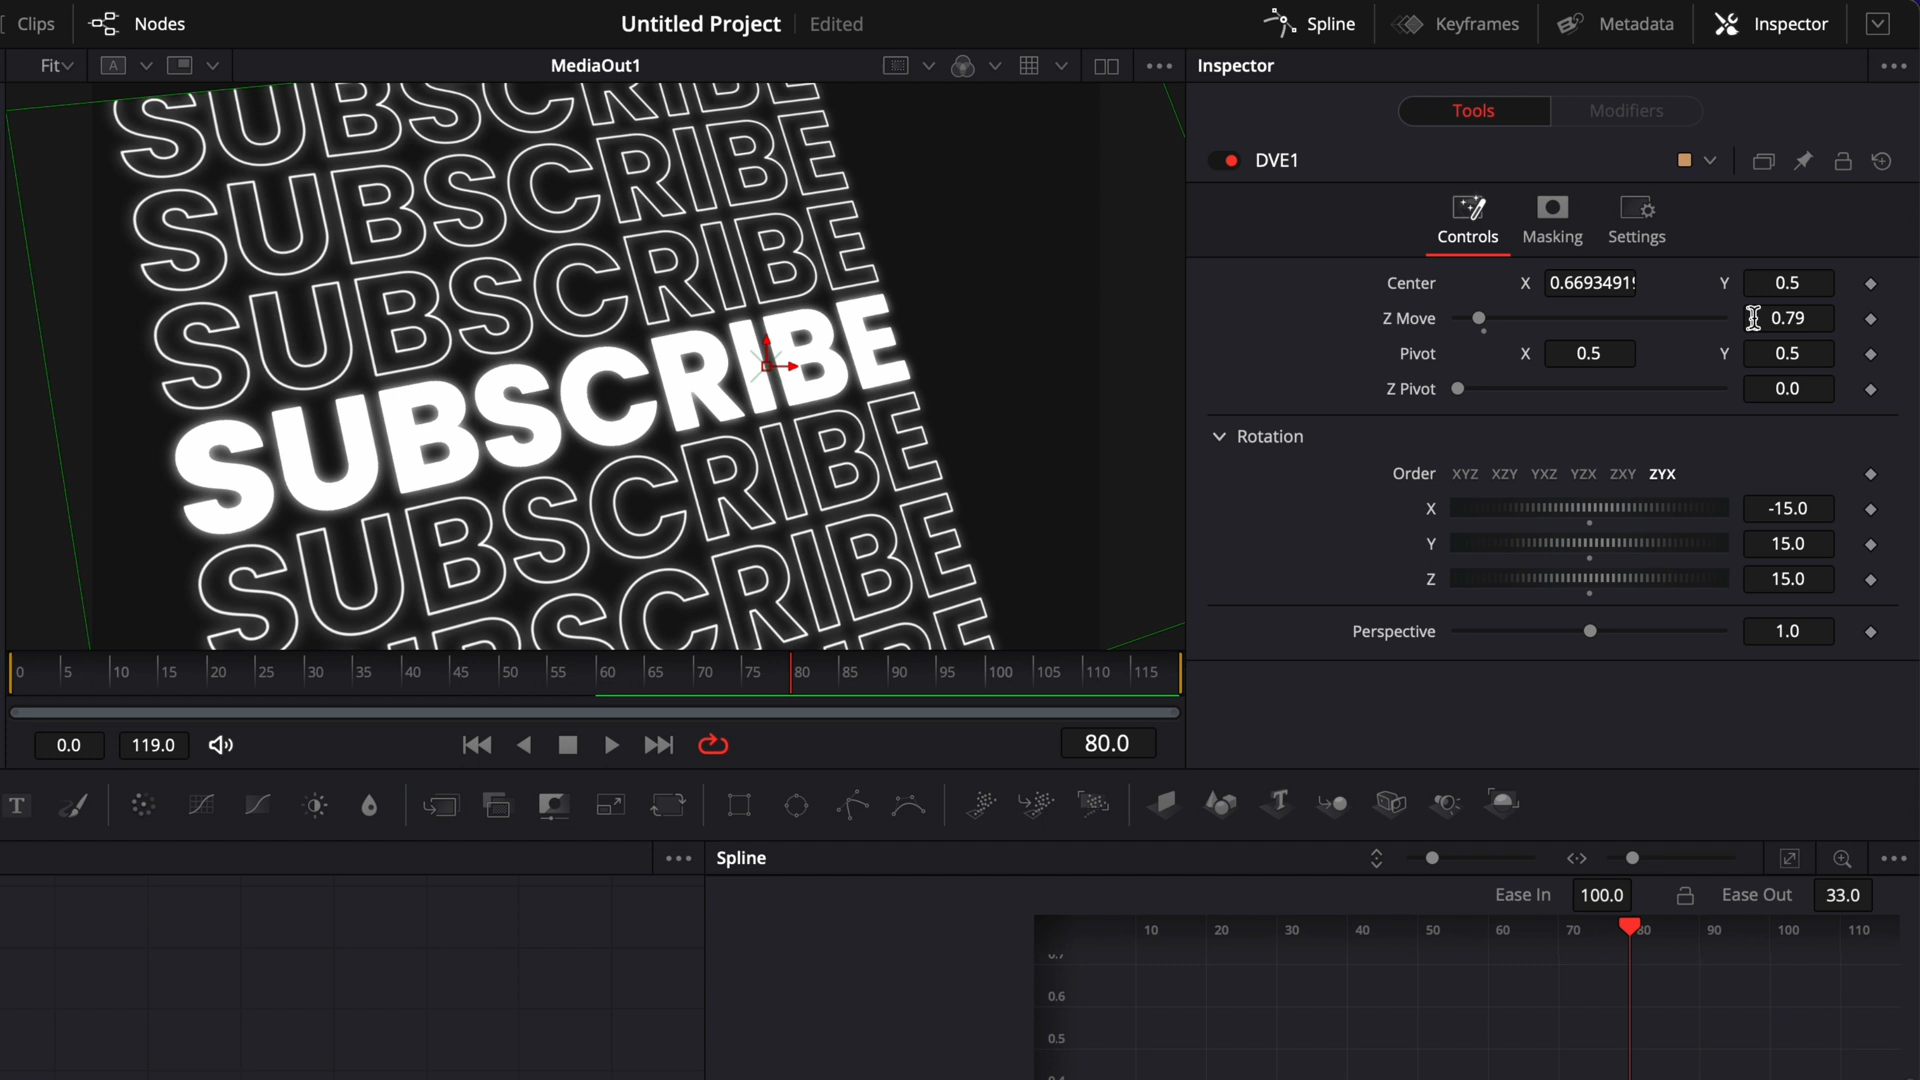 Clips
Nodes
Untitled Project
Edited
Spline
Keyframes
Metadata
Inspector
Fit
A
MediaOut1
Inspector
Tools
Modifiers
DVE1
Controls
Masking
Settings
Center X 0.6693491 Y 0.5
Z Move 0.79
Pivot X 0.5 Y 0.5
Z Pivot 0.0
Rotation
Order XYZ XZY YXZ YZX ZXY ZYX
X -15.0
Y 15.0
Z 15.0
Perspective 1.0
SUBSCRIBE
SUBSCRIBE
SUBSCRIBE
SUBSCRIBE
SUBSCRIBE
SUBSCRIBE
0 5 10 15 20 25 30 35 40 45 50 55 60 65 70 75 80 85 90 95 100 105 110 115
0.0 119.0 80.0
T
T
Spline
Ease In 100.0 Ease Out 33.0
10 20 30 40 50 60 70 80 90 100 110
0.7
0.6
0.5